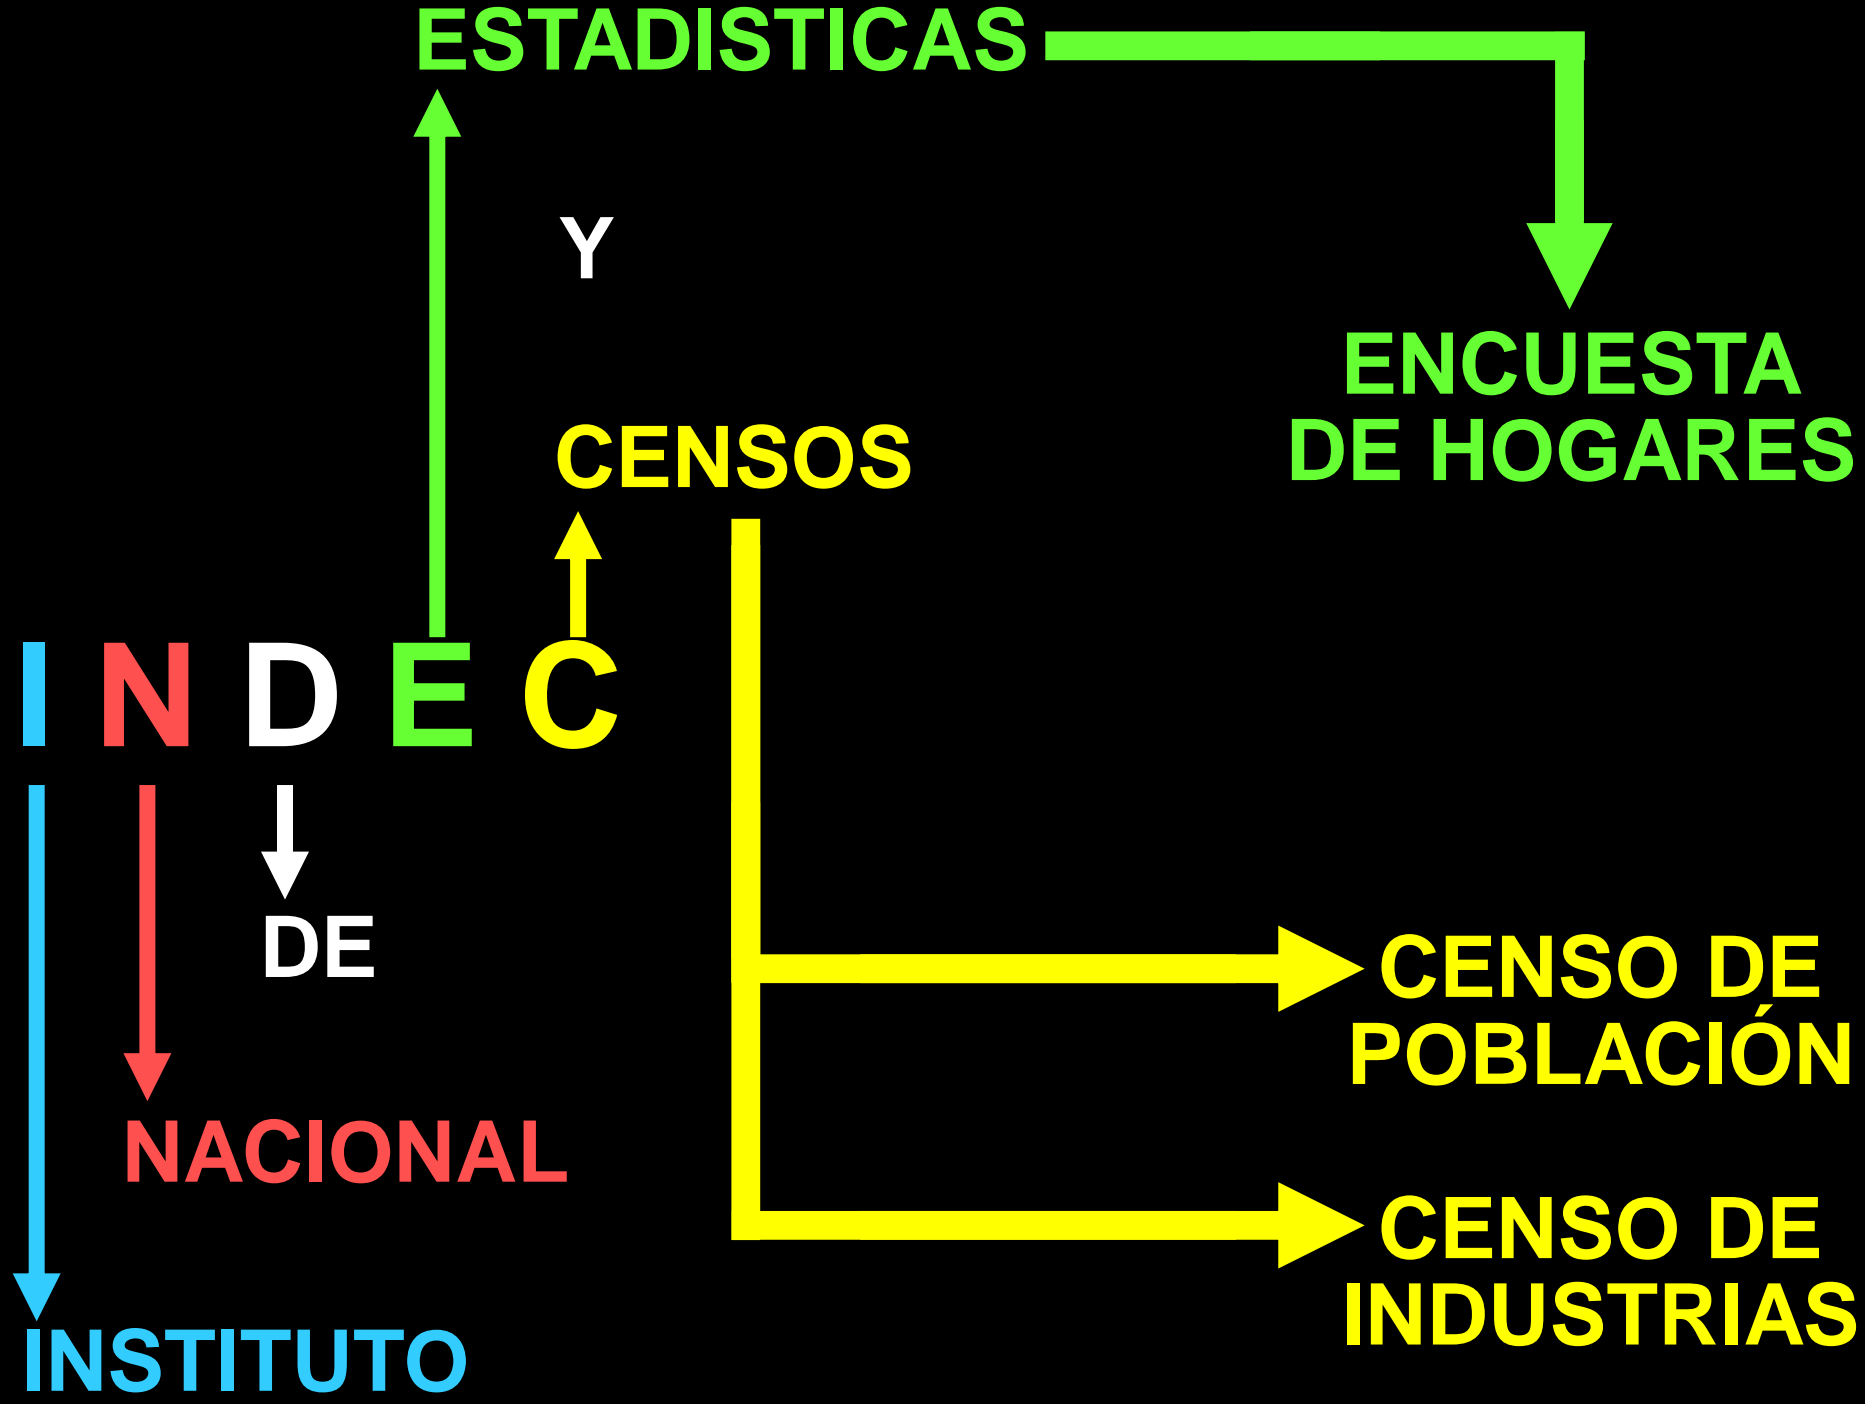 ESTADISTICAS
Y
ENCUESTA
DE HOGARES
CENSOS
I N D E C
DE
CENSO DE
POBLACIÓN
NACIONAL
CENSO DE
INDUSTRIAS
INSTITUTO